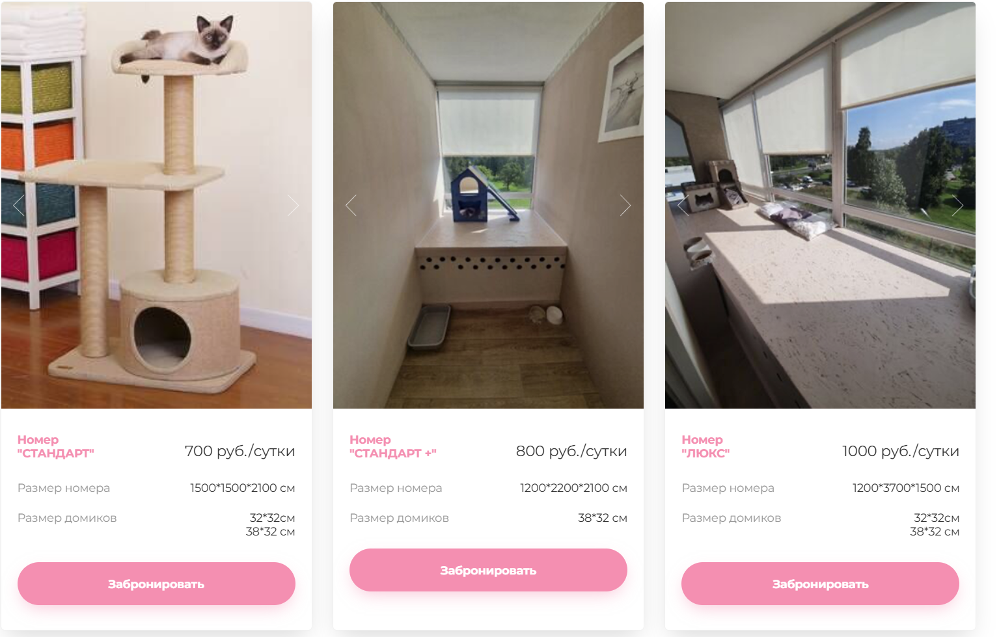 Номер
"СТАНДАРТ"
700 руб./сутки
Размер номера
1500*1500*2100 см
Размер домиков
32*32см
38*32 см
Забронировать
Номер
"СТАНДАРТ +"
800 руб./сутки
Размер номера
1200*2200*2100 см
Размер домиков
38*32 см
Забронировать
Номер
"ЛЮКС"
1000 руб./сутки
Размер номера
1200*3700*1500 см
Размер домиков
32*32см
38*32 см
Забронировать